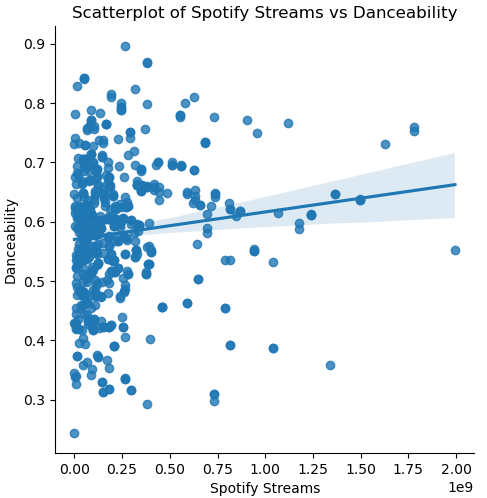 Scatterplot of Spotify Streams vs Danceability
0.9
0.8
0.7
0.6
0.5
0.4
0.3
Danceability
0.00 0.25 0.50 0.75 1.00 1.25 1.50 1.75 2.00
1e9
Spotify Streams